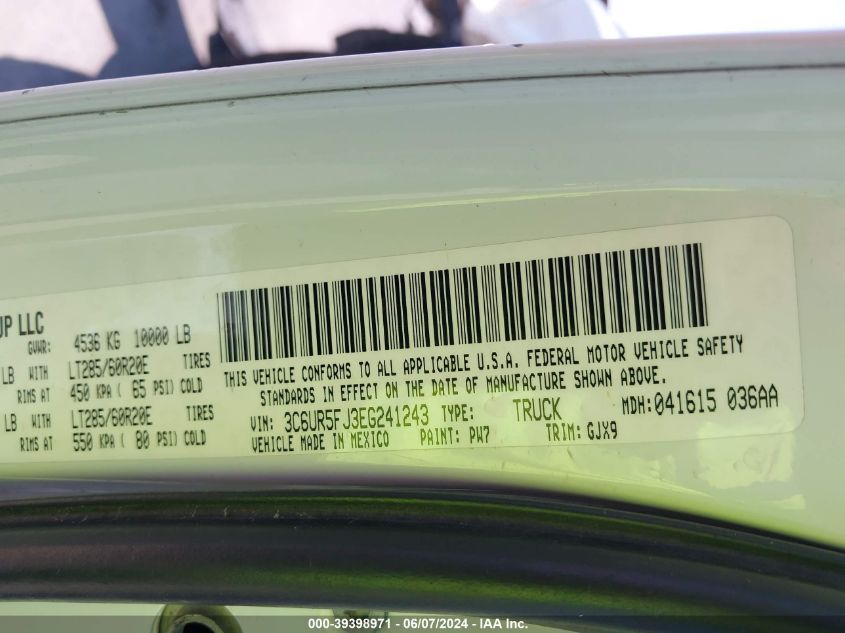 UP LLC
GVWR: 4536 KG 10000 LB
LB WITH LT285/60R20E TIRES
RIMS AT 450 KPA ( 65 PSI) COLD
LB WITH LT285/60R20E TIRES
RIMS AT 550 KPA ( 80 PSI) COLD
THIS VEHICLE CONFORMS TO ALL APPLICABLE U.S.A. FEDERAL MOTOR VEHICLE SAFETY
STANDARDS IN EFFECT ON THE DATE OF MANUFACTURE SHOWN ABOVE.
VIN: 3C6UR5FJ3EG241243 TYPE: TRUCK MDH:041615 036AA
VEHICLE MADE IN MEXICO PAINT: PW7 TRIM: GJX9
000-39398971 - 06/07/2024 - IAA Inc.